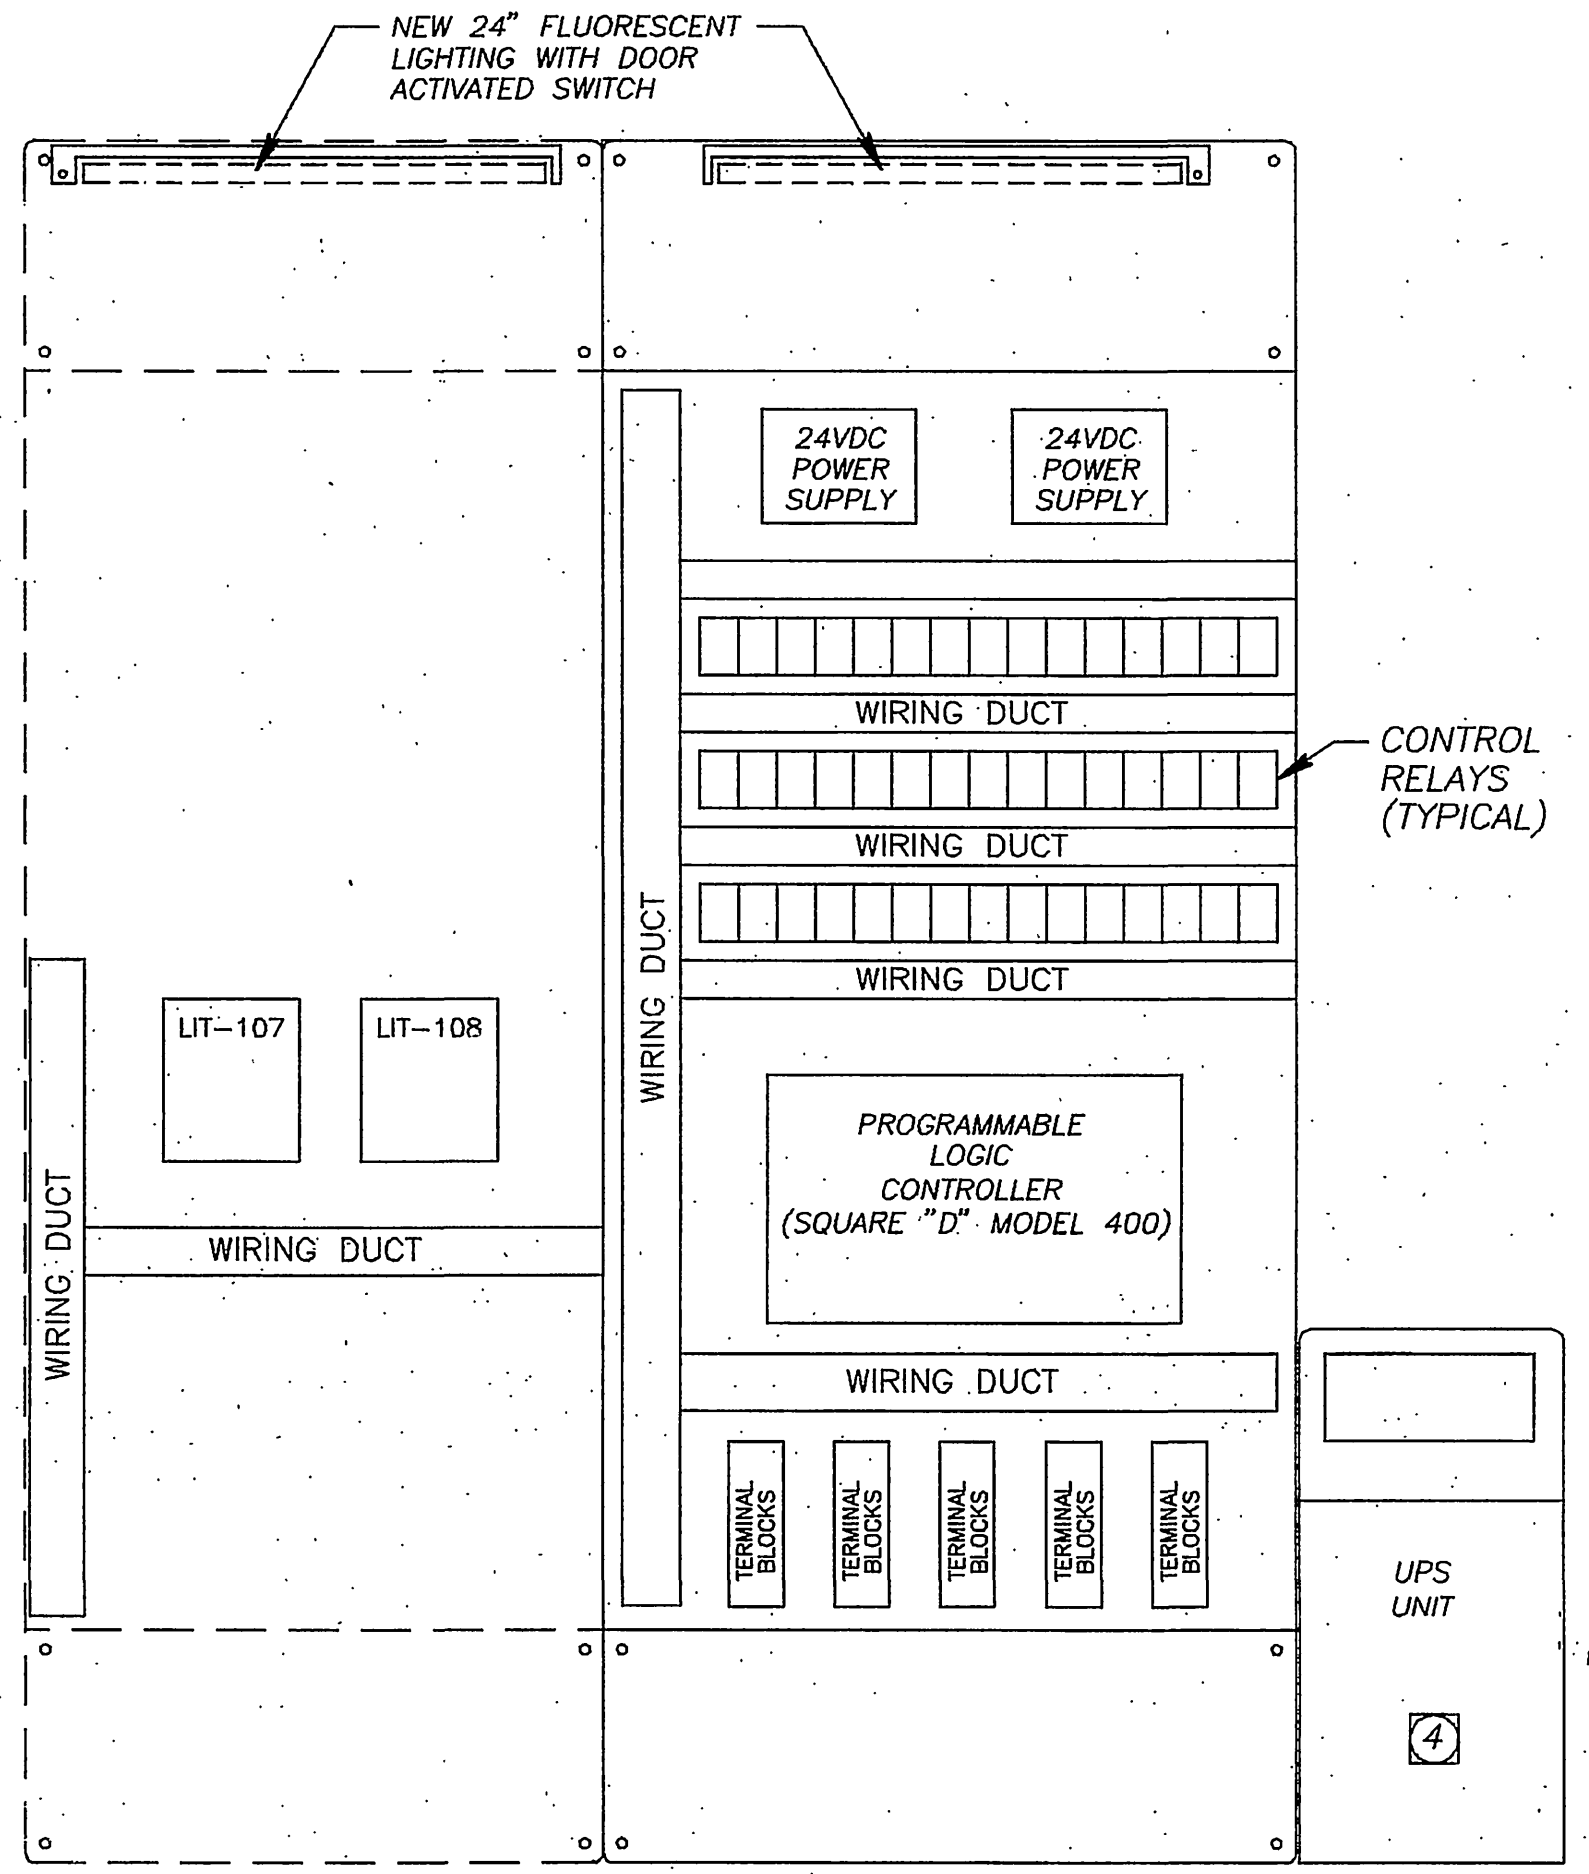 NEW 24" FLUORESCENT
LIGHTING WITH DOOR
ACTIVATED SWITCH
24VDC
POWER
SUPPLY
24VDC
POWER
SUPPLY
WIRING DUCT
CONTROL
RELAYS
(TYPICAL)
WIRING DUCT
WIRING DUCT
WIRING DUCT
LIT-107
LIT-108
PROGRAMMABLE
LOGIC
CONTROLLER
(SQUARE "D" MODEL 400)
WIRING DUCT
WIRING DUCT
WIRING DUCT
TERMINAL
BLOCKS
TERMINAL
BLOCKS
TERMINAL
BLOCKS
TERMINAL
BLOCKS
TERMINAL
BLOCKS
UPS
UNIT
4